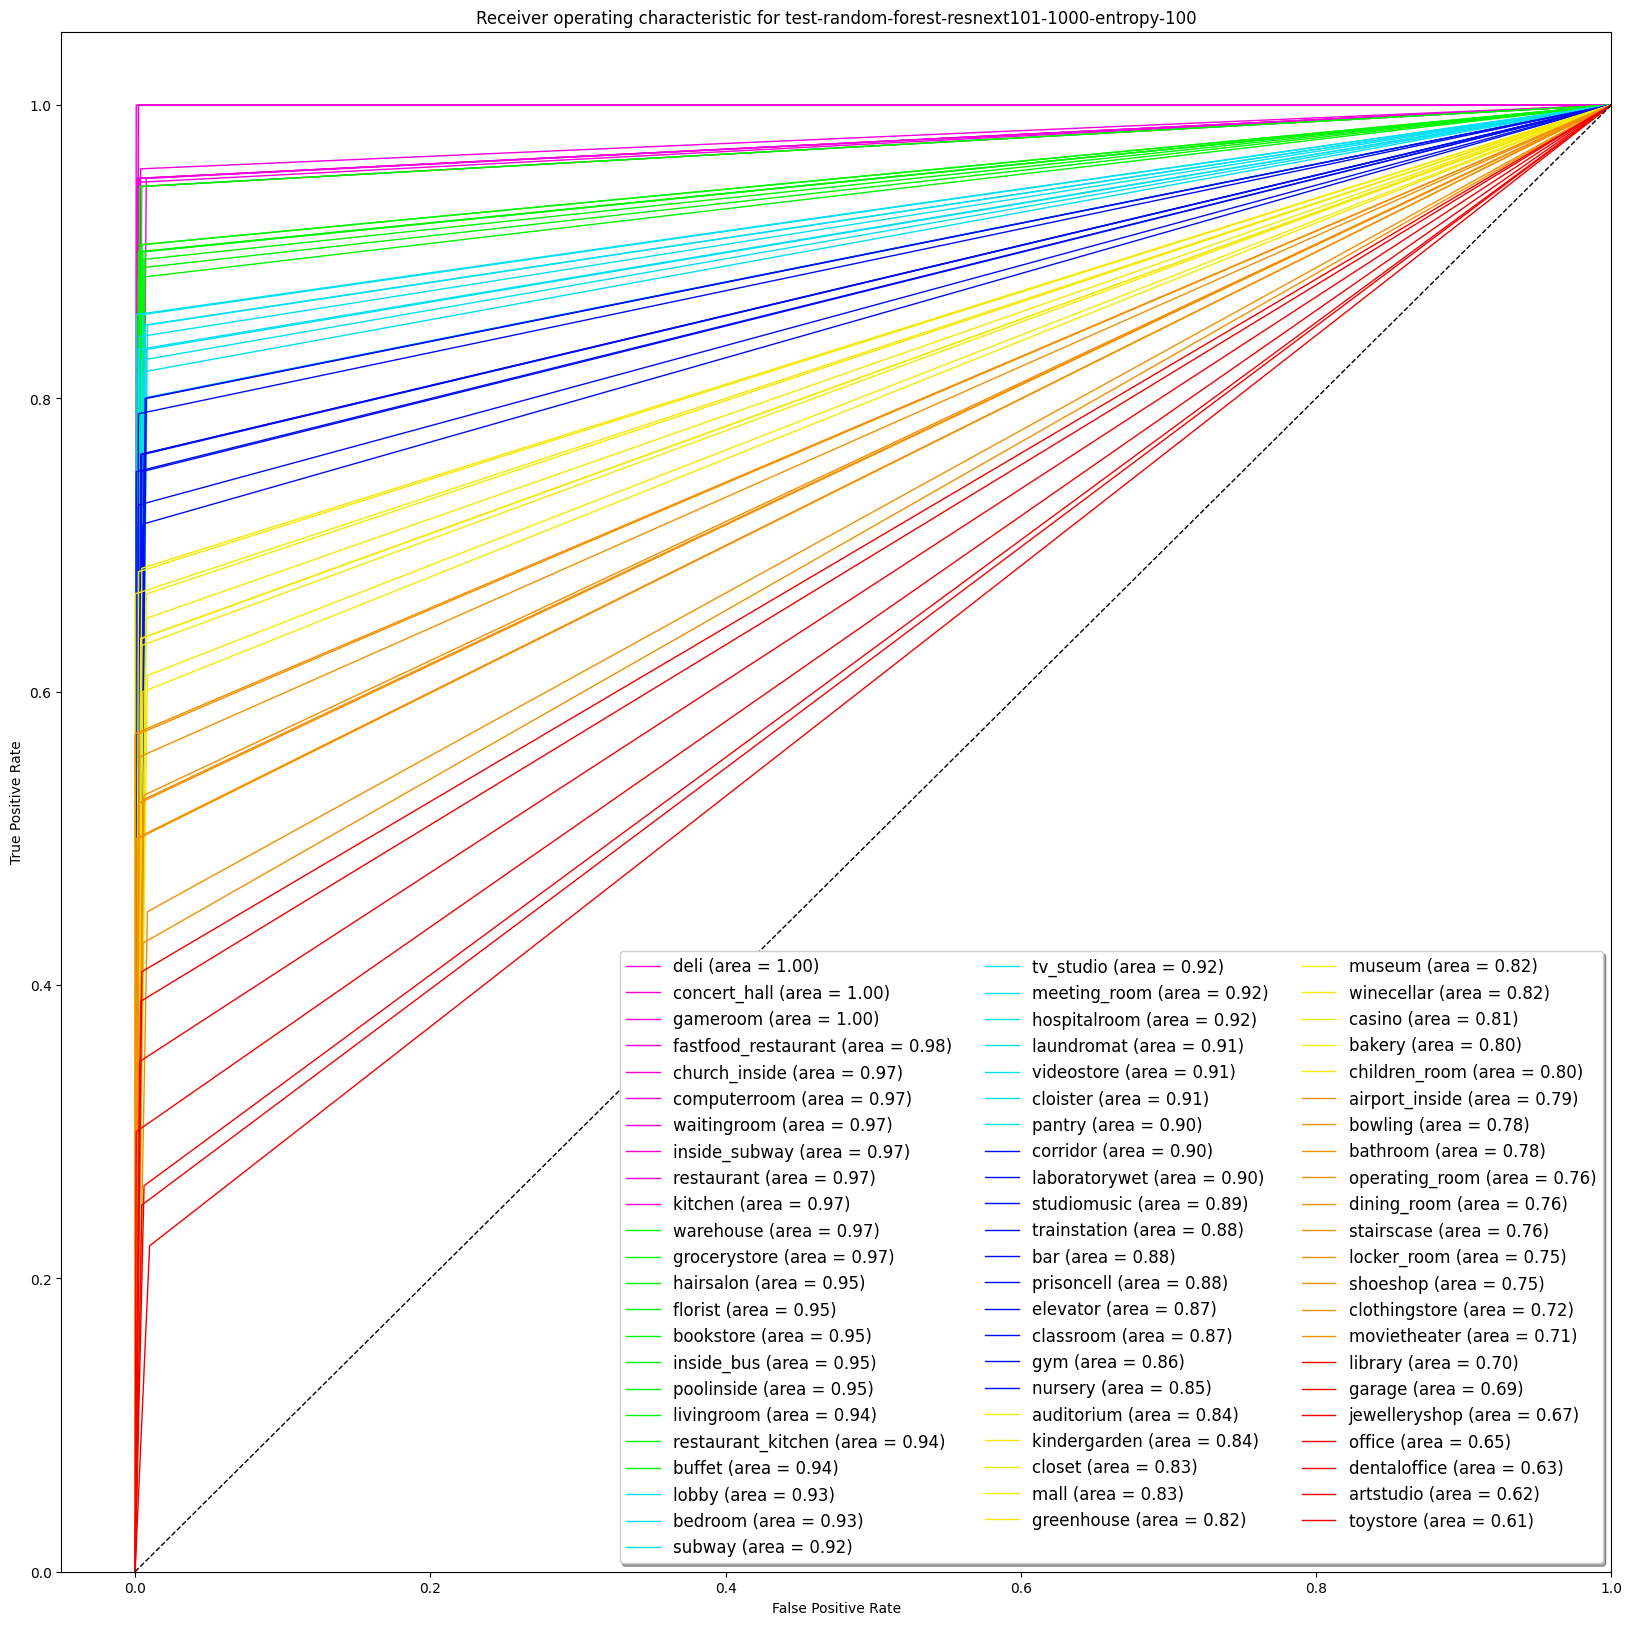 Receiver operating characteristic for test-random-forest-resnext101-1000-entropy-100
1.0
0.8
0.6
0.4
0.2
0.0
True Positive Rate
deli (area = 1.00)
concert_hall (area = 1.00)
gameroom (area = 1.00)
fastfood_restaurant (area = 0.98)
church_inside (area = 0.97)
computerroom (area = 0.97)
waitingroom (area = 0.97)
inside_subway (area = 0.97)
restaurant (area = 0.97)
kitchen (area = 0.97)
warehouse (area = 0.97)
grocerystore (area = 0.97)
hairsalon (area = 0.95)
florist (area = 0.95)
bookstore (area = 0.95)
inside_bus (area = 0.95)
poolinside (area = 0.95)
livingroom (area = 0.94)
restaurant_kitchen (area = 0.94)
buffet (area = 0.94)
lobby (area = 0.93)
bedroom (area = 0.93)
subway (area = 0.92)
tv_studio (area = 0.92)
meeting_room (area = 0.92)
hospitalroom (area = 0.92)
laundromat (area = 0.91)
videostore (area = 0.91)
cloister (area = 0.91)
pantry (area = 0.90)
corridor (area = 0.90)
laboratorywet (area = 0.90)
studiomusic (area = 0.89)
trainstation (area = 0.88)
bar (area = 0.88)
prisoncell (area = 0.88)
elevator (area = 0.87)
classroom (area = 0.87)
gym (area = 0.86)
nursery (area = 0.85)
auditorium (area = 0.84)
kindergarden (area = 0.84)
closet (area = 0.83)
mall (area = 0.83)
greenhouse (area = 0.82)
museum (area = 0.82)
winecellar (area = 0.82)
casino (area = 0.81)
bakery (area = 0.80)
children_room (area = 0.80)
airport_inside (area = 0.79)
bowling (area = 0.78)
bathroom (area = 0.78)
operating_room (area = 0.76)
dining_room (area = 0.76)
stairscase (area = 0.76)
locker_room (area = 0.75)
shoeshop (area = 0.75)
clothingstore (area = 0.72)
movietheater (area = 0.71)
library (area = 0.70)
garage (area = 0.69)
jewelleryshop (area = 0.67)
office (area = 0.65)
dentaloffice (area = 0.63)
artstudio (area = 0.62)
toystore (area = 0.61)
0.0
0.2
0.4
0.6
0.8
1.0
False Positive Rate